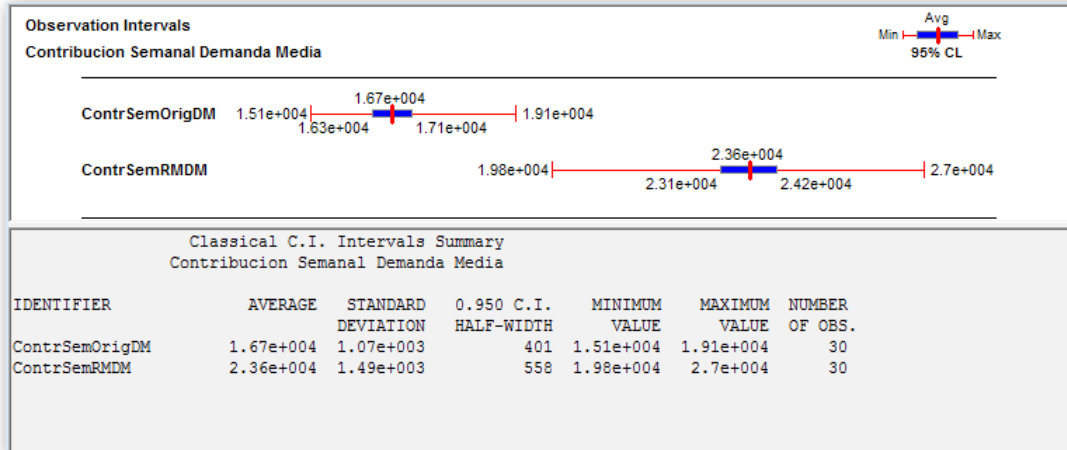 Observation Intervals
Contribucion Semanal Demanda Media
Avg
Min Max
95% CL
1.67e+004
ContrSemOrigDM 1.51e+004 1.91e+004
1.63e+004 1.71e+004
2.36e+004
ContrSemRMDM 1.98e+004 2.7e+004
2.31e+004 2.42e+004
Classical C.I. Intervals Summary
Contribucion Semanal Demanda Media
IDENTIFIER AVERAGE STANDARD 0.950 C.I. MINIMUM MAXIMUM NUMBER
DEVIATION HALF-WIDTH VALUE VALUE OF OBS.
ContrSemOrigDM 1.67e+004 1.07e+003 401 1.51e+004 1.91e+004 30
ContrSemRMDM 2.36e+004 1.49e+003 558 1.98e+004 2.7e+004 30